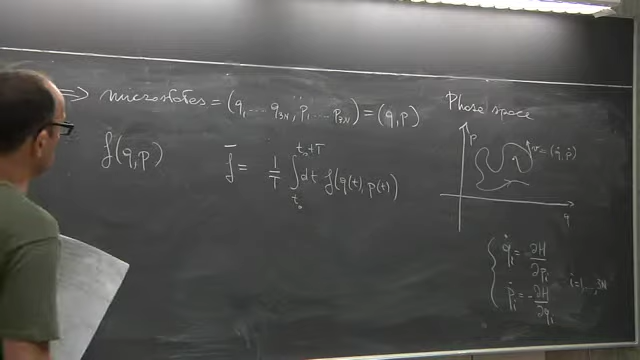 ⇒ microstates = (q₁ ... q₃ₙ, p₁ ... p₃ₙ) = (q, p)
f(q, p)
f̄ = 1/T ∫_{t₀}^{t₀+T} dt f(q(t), p(t))
Phase space
p
v = (q̇, ṗ)
q
q̇ᵢ = ∂H/∂pᵢ
ṗᵢ = -∂H/∂qᵢ
i = 1, ..., 3N